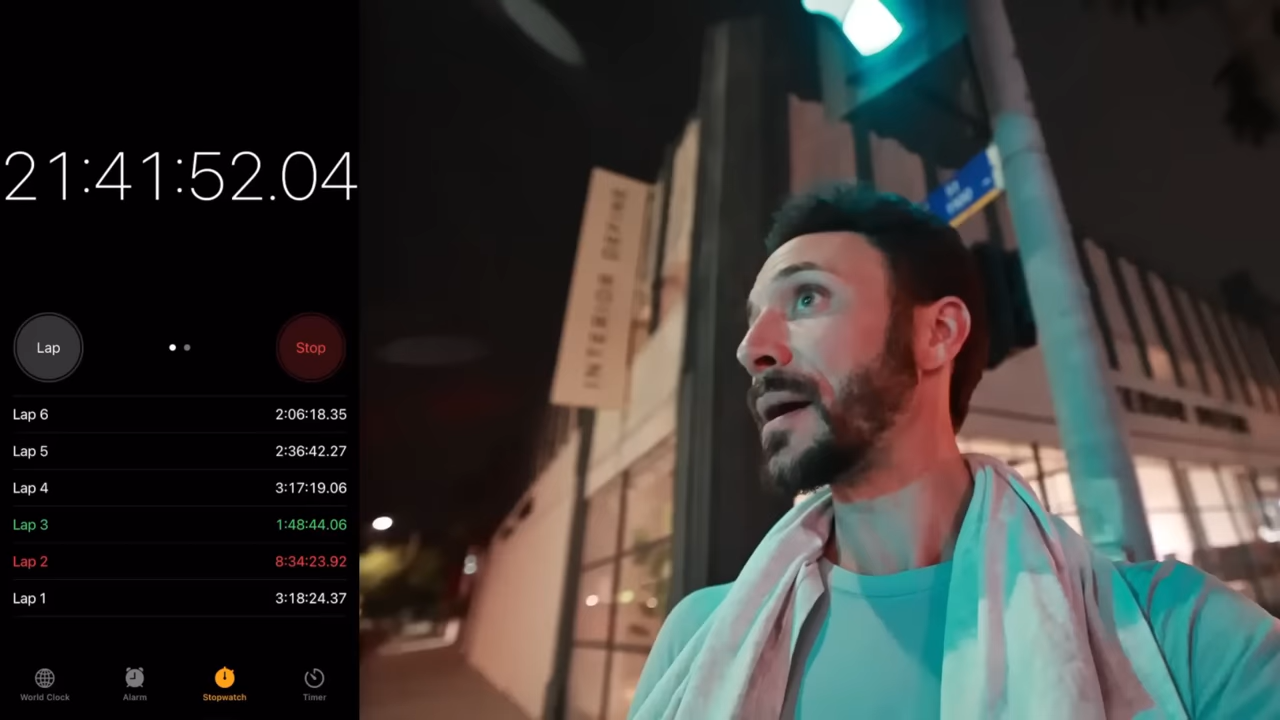 21:41:52.04
Lap
Stop
Lap 6 2:06:18.35
Lap 5 2:36:42.27
Lap 4 3:17:19.06
Lap 3 1:48:44.06
Lap 2 8:34:23.92
Lap 1 3:18:24.37
World Clock
Alarm
Stopwatch
Timer
INTERIOR DEFINE